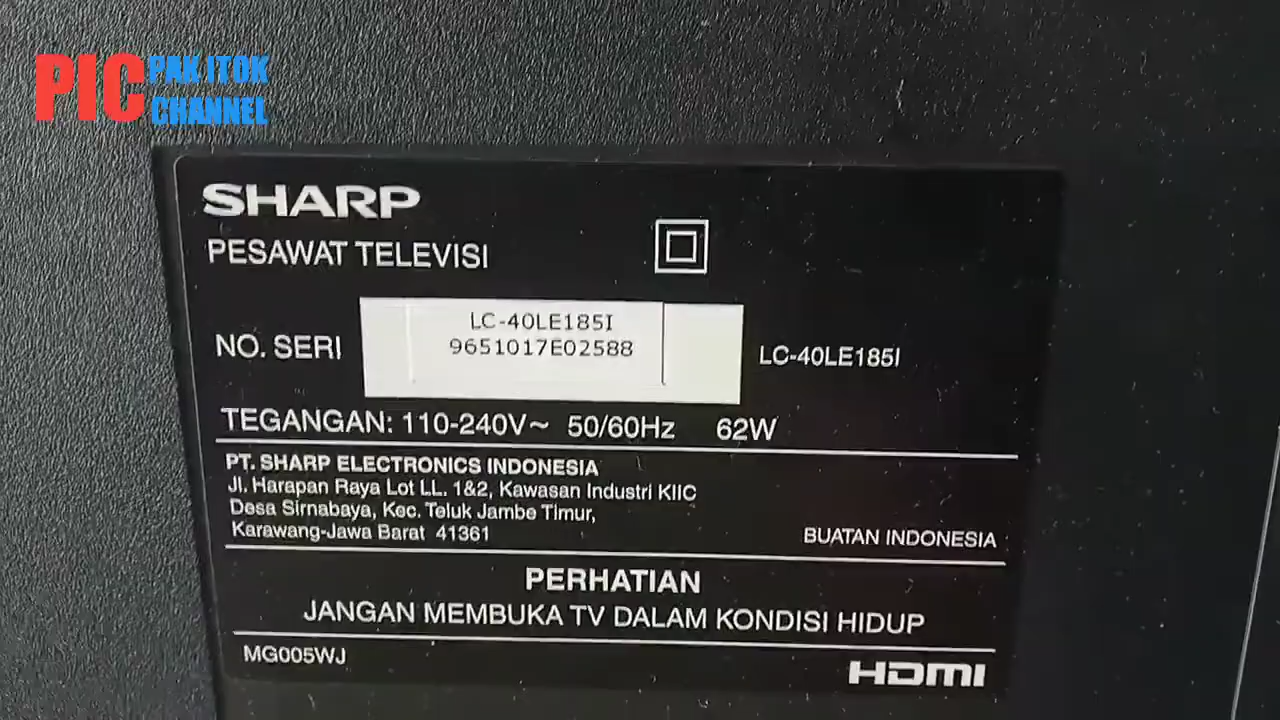 PIC PAK ITOK
CHANNEL
SHARP
PESAWAT TELEVISI
LC-40LE185I
9651017E02588
NO. SERI
LC-40LE185I
TEGANGAN: 110-240V~ 50/60Hz 62W
PT. SHARP ELECTRONICS INDONESIA
Jl. Harapan Raya Lot LL. 1&2, Kawasan Industri KIIC
Desa Sirnabaya, Kec. Teluk Jambe Timur,
Karawang-Jawa Barat 41361
BUATAN INDONESIA
PERHATIAN
JANGAN MEMBUKA TV DALAM KONDISI HIDUP
MG005WJ
HDMI